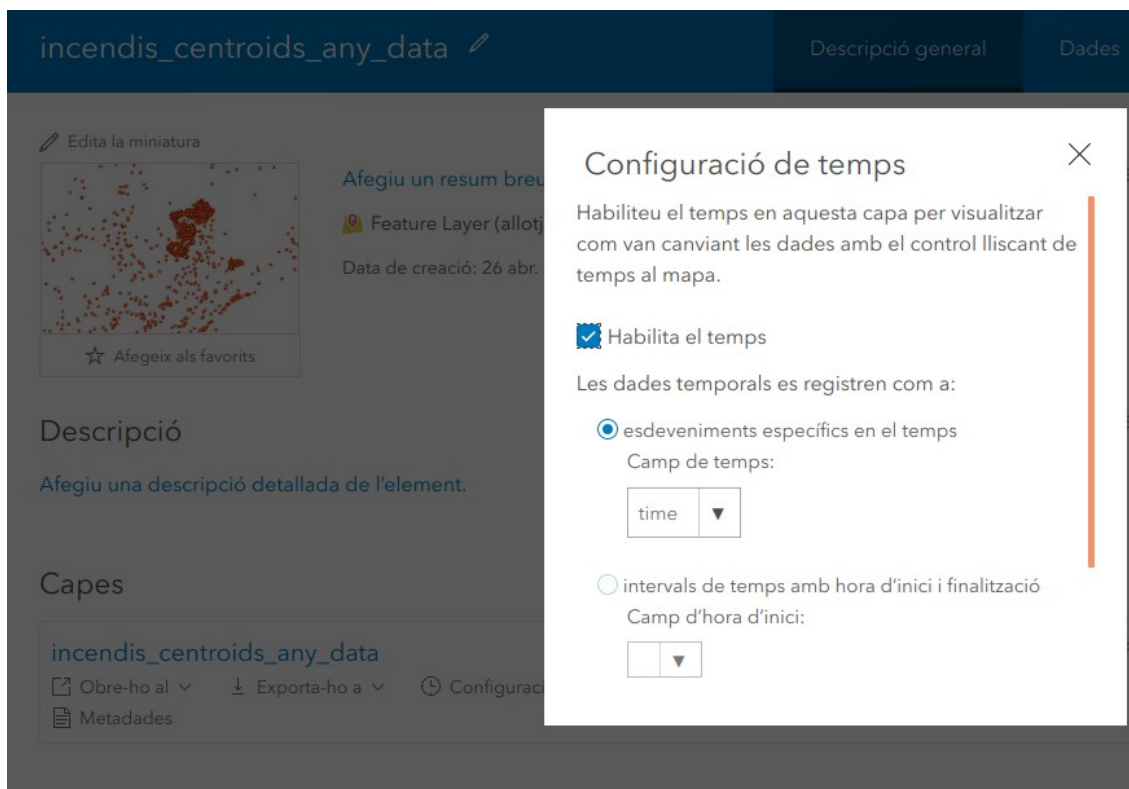 incendis_centroids_any_data
Descripció general
Dades
Edita la miniatura
Afegeix als favorits
Afegiu un resum breu
Feature Layer (allotj
Data de creació: 26 abr.
Descripció
Afegiu una descripció detallada de l'element.
Capes
incendis_centroids_any_data
Obre-ho al
Exporta-ho a
Configuraci
Metadades
Configuració de temps
Habiliteu el temps en aquesta capa per visualitzar
com van canviant les dades amb el control lliscant de
temps al mapa.
Habilita el temps
Les dades temporals es registren com a:
esdeveniments específics en el temps
Camp de temps:
time
intervals de temps amb hora d'inici i finalització
Camp d'hora d'inici: